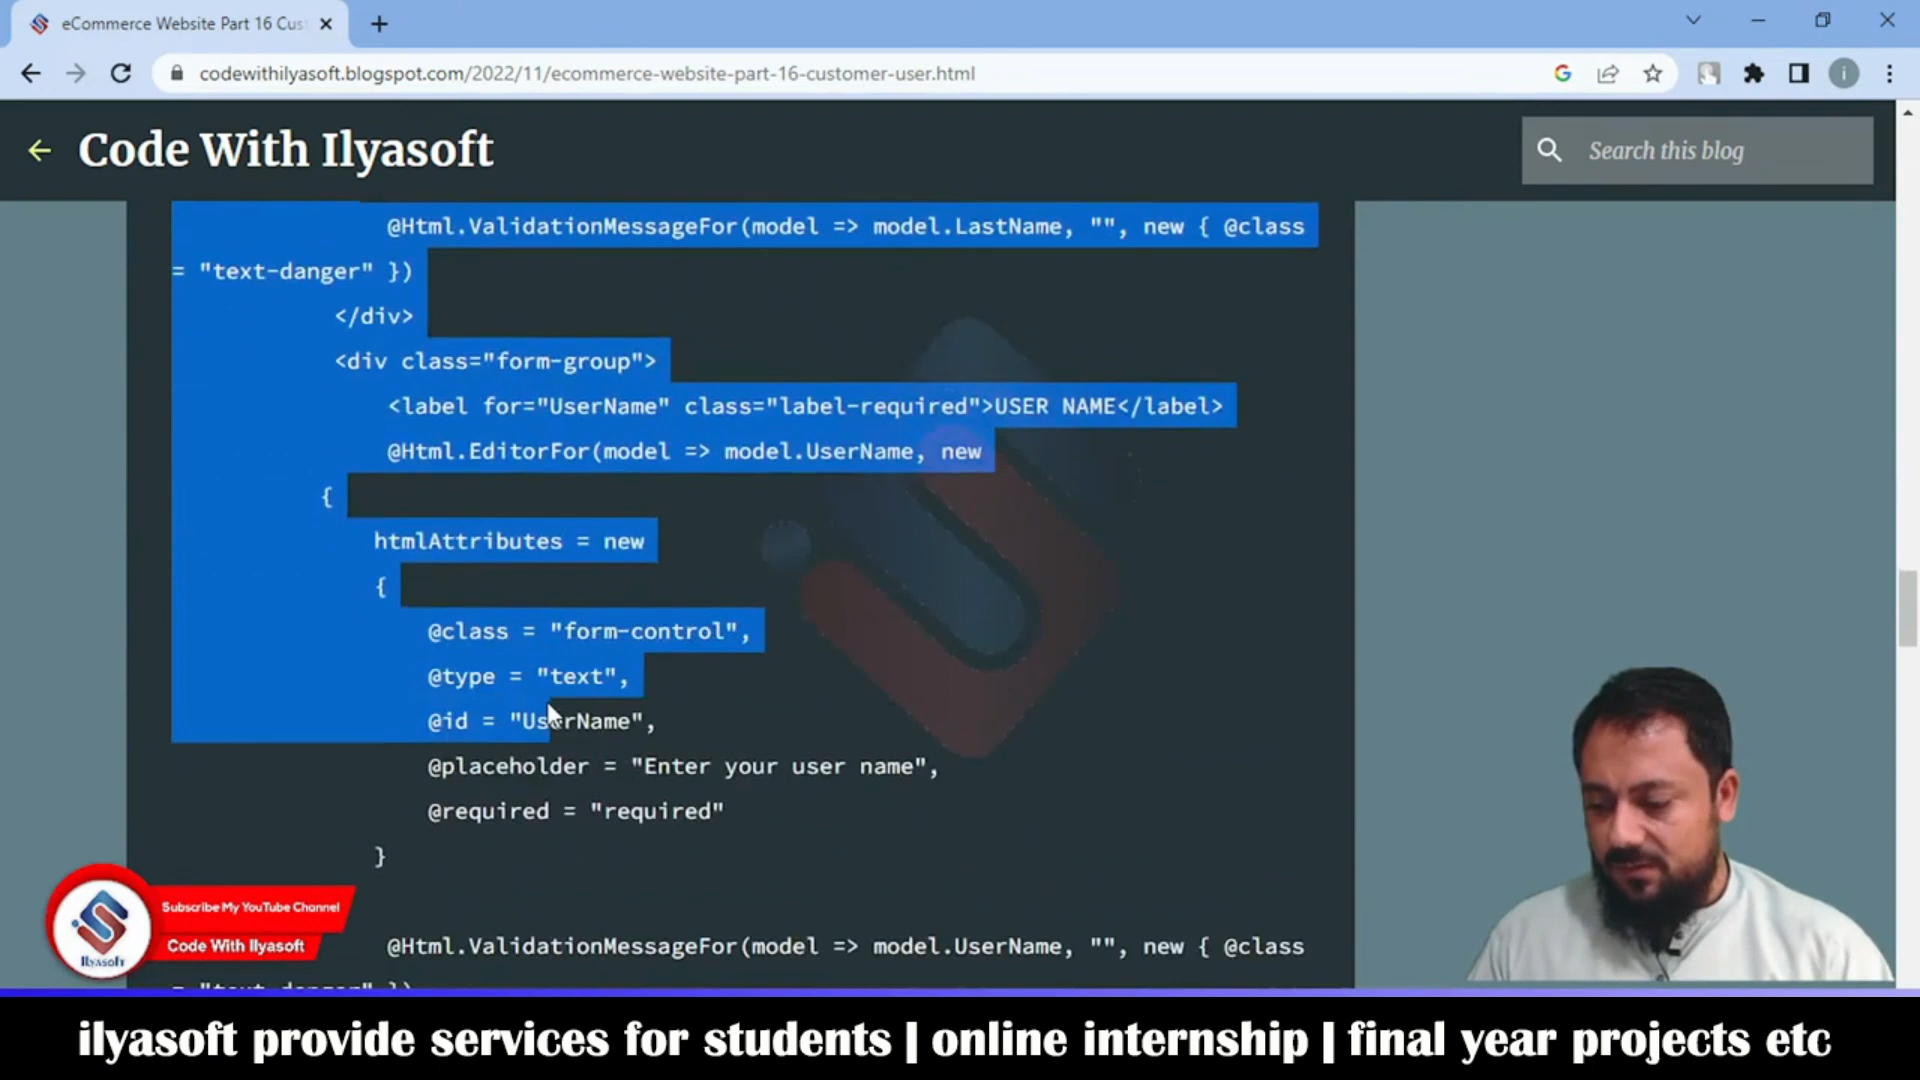 eCommerce Website Part 16 Cus
codewithilyasoft.blogspot.com/2022/11/ecommerce-website-part-16-customer-user.html
i
Code With Ilyasoft
Search this blog
@Html.ValidationMessageFor(model => model.LastName, "", new { @class
= "text-danger" })
</div>
<div class="form-group">
<label for="UserName" class="label-required">USER NAME</label>
@Html.EditorFor(model => model.UserName, new
{
htmlAttributes = new
{
@class = "form-control",
@type = "text",
@id = "UserName",
@placeholder = "Enter your user name",
@required = "required"
}
@Html.ValidationMessageFor(model => model.UserName, "", new { @class
= "text-danger" })
Subscribe My YouTube Channel
Code With Ilyasoft
Ilyasoft
ilyasoft provide services for students | online internship | final year projects etc